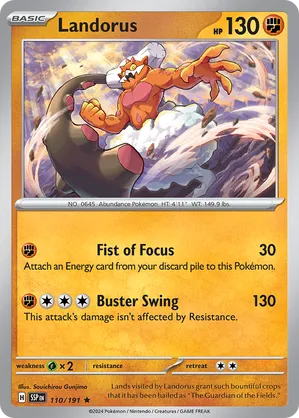 BASIC
Landorus
HP 130
NO. 0645 Abundance Pokémon HT: 4'11" WT: 149.9 lbs.
Fist of Focus 30
Attach an Energy card from your discard pile to this Pokémon.
Buster Swing 130
This attack's damage isn't affected by Resistance.
weakness ×2 resistance retreat
Illus. Souichirou Gunjima
H SSP EN 110/191 ★
Lands visited by Landorus grant such bountiful crops that it has been hailed as "The Guardian of the Fields."
©2024 Pokémon / Nintendo / Creatures / GAME FREAK